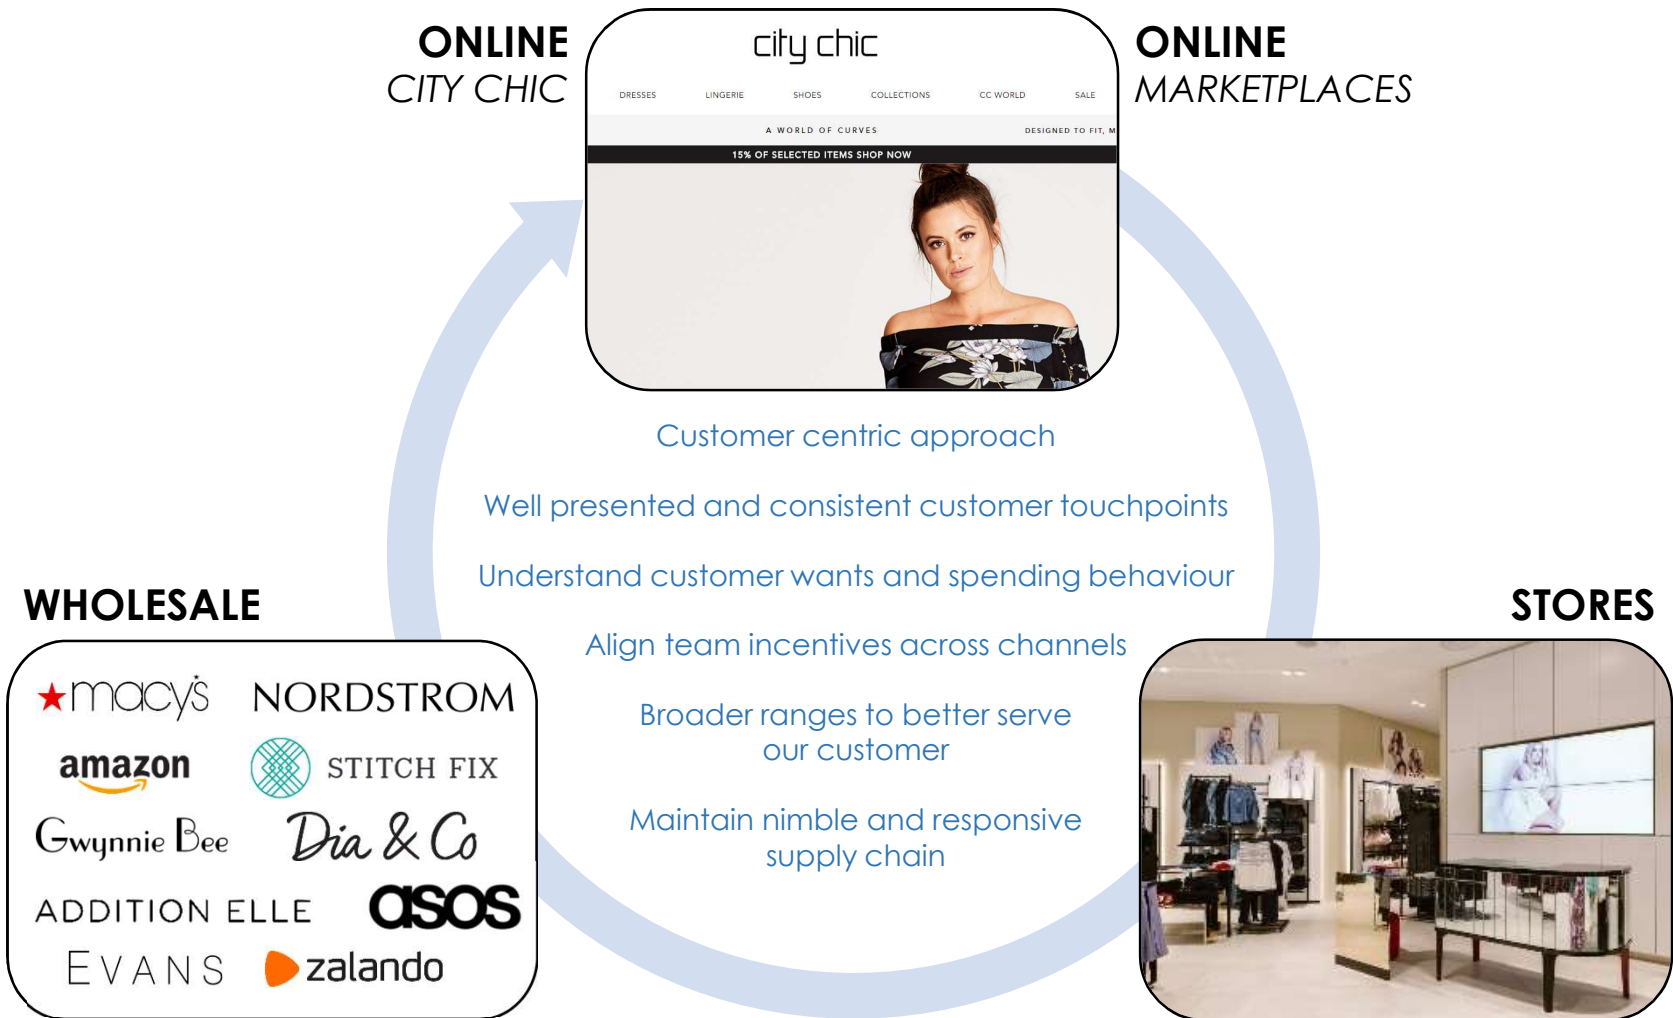 ONLINE
CITY CHIC
city chic
DRESSES LINGERIE SHOES COLLECTIONS CC WORLD SALE
A WORLD OF CURVES DESIGNED TO FIT, M
15% OF SELECTED ITEMS SHOP NOW
ONLINE
MARKETPLACES
Customer centric approach
Well presented and consistent customer touchpoints
Understand customer wants and spending behaviour
Align team incentives across channels
Broader ranges to better serve
our customer
Maintain nimble and responsive
supply chain
WHOLESALE
macy's NORDSTROM
amazon STITCH FIX
Gwynnie Bee Dia & Co
ADDITION ELLE asos
EVANS zalando
STORES